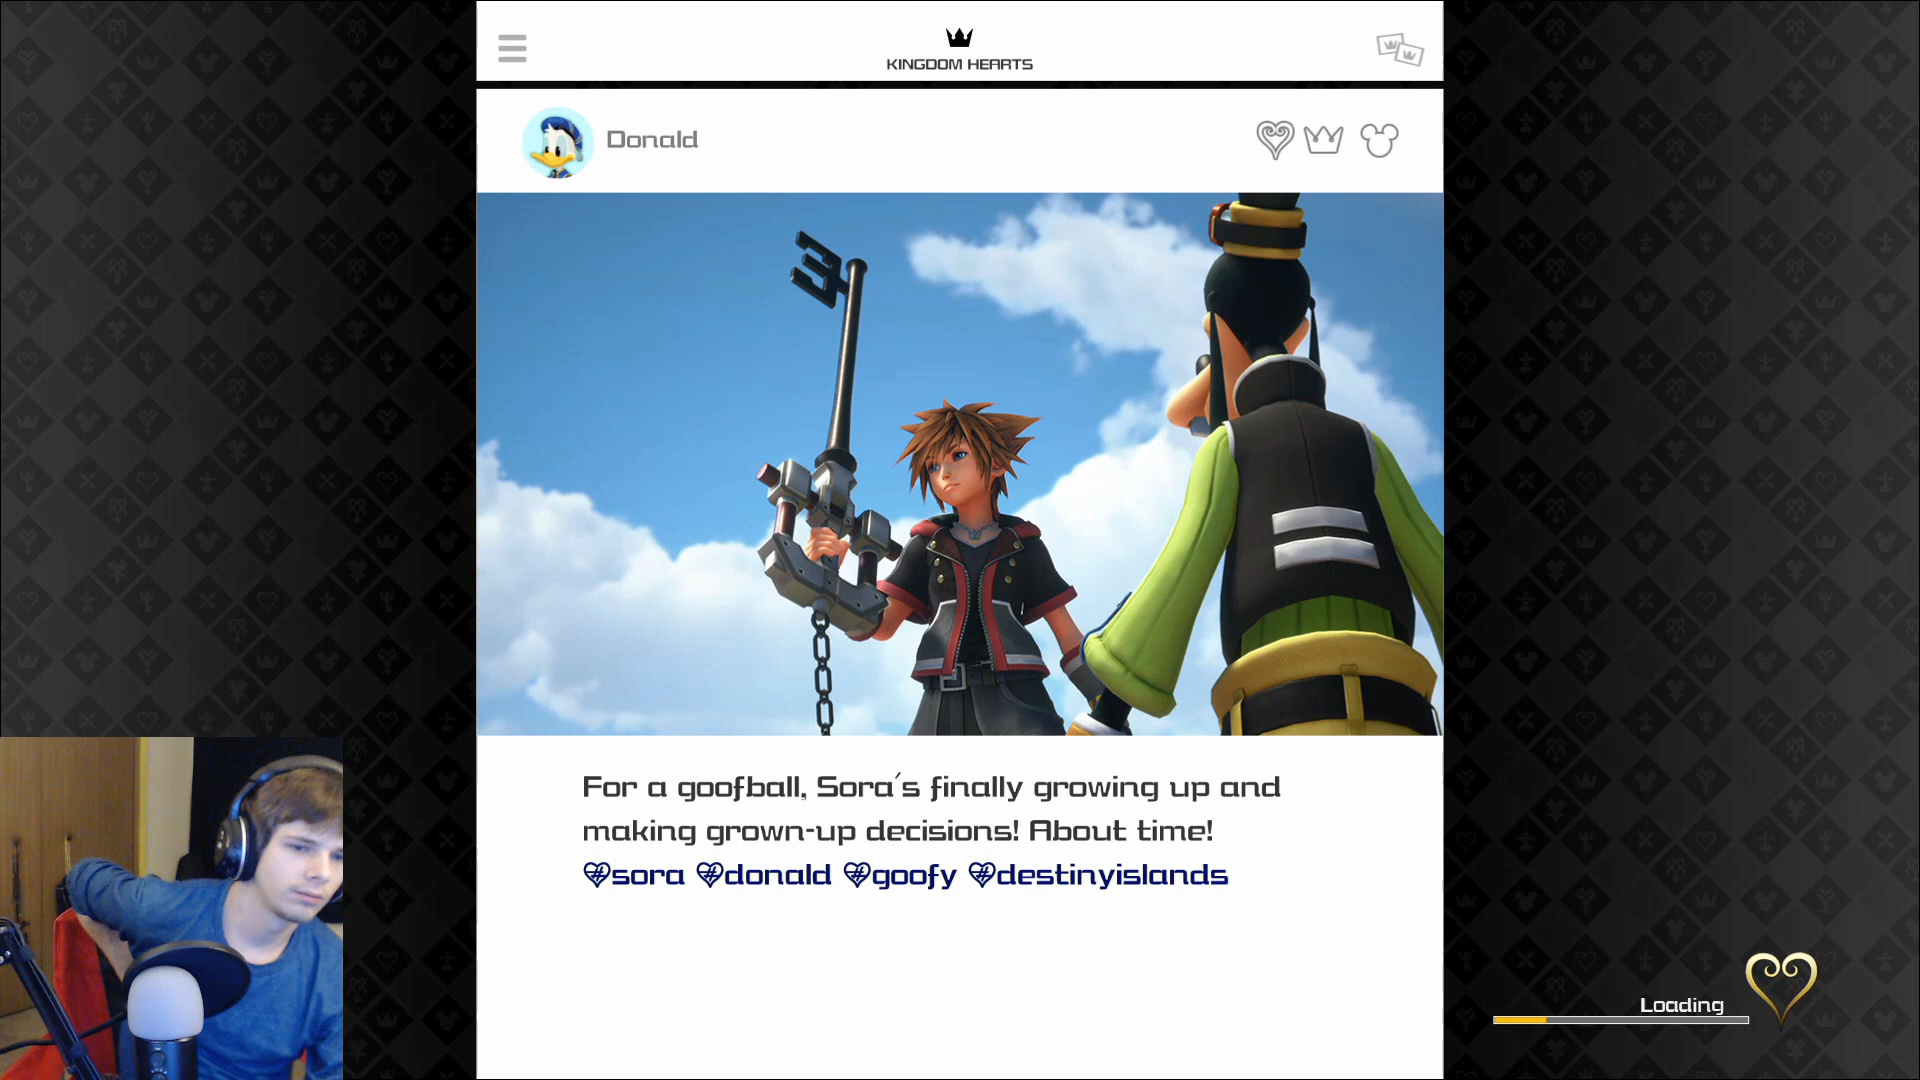 KINGDOM HEARTS
Donald
For a goofball, Sora's finally growing up and
making grown-up decisions! About time!
#sora #donald #goofy #destinyislands
Loading